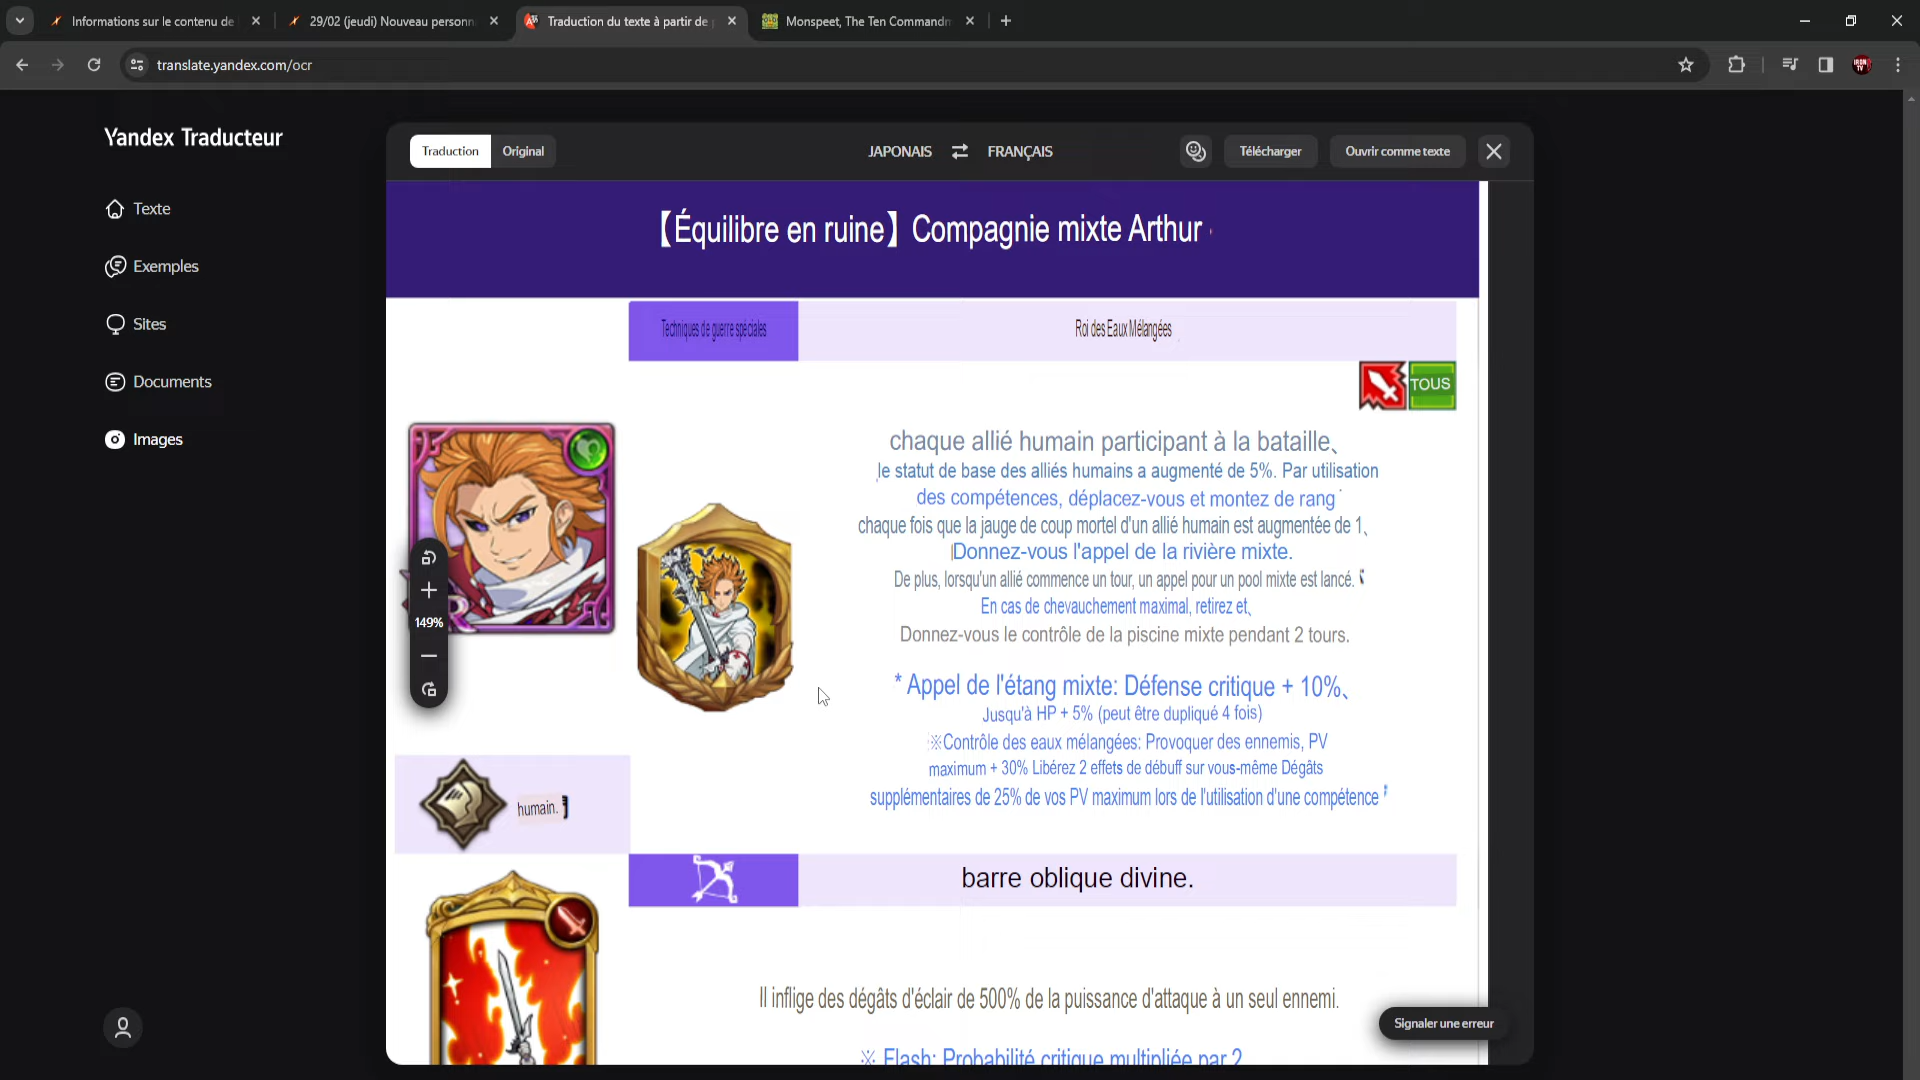 Informations sur le contenu de
29/02 (jeudi) Nouveau personn
Traduction du texte à partir de
Monspeet, The Ten Commandm
translate.yandex.com/ocr
Yandex Traducteur
Texte
Exemples
Sites
Documents
Images
Traduction
Original
JAPONAIS
FRANÇAIS
Télécharger
Ouvrir comme texte
【Équilibre en ruine】Compagnie mixte Arthur
Techniques de guerre spéciales
Roi des Eaux Mélangées
TOUS
chaque allié humain participant à la bataille、
le statut de base des alliés humains a augmenté de 5%. Par utilisation
des compétences, déplacez-vous et montez de rang
chaque fois que la jauge de coup mortel d'un allié humain est augmentée de 1、
Donnez-vous l'appel de la rivière mixte.
De plus, lorsqu'un allié commence un tour, un appel pour un pool mixte est lancé.
En cas de chevauchement maximal, retirez et、
Donnez-vous le contrôle de la piscine mixte pendant 2 tours.
* Appel de l'étang mixte: Défense critique + 10%、
Jusqu'à HP + 5% (peut être dupliqué 4 fois)
※Contrôle des eaux mélangées: Provoquer des ennemis, PV
maximum + 30% Libérez 2 effets de débuff sur vous-même Dégâts
supplémentaires de 25% de vos PV maximum lors de l'utilisation d'une compétence
149%
humain.
barre oblique divine.
Il inflige des dégâts d'éclair de 500% de la puissance d'attaque à un seul ennemi.
※ Flash: Probabilité critique multipliée par 2
Signaler une erreur